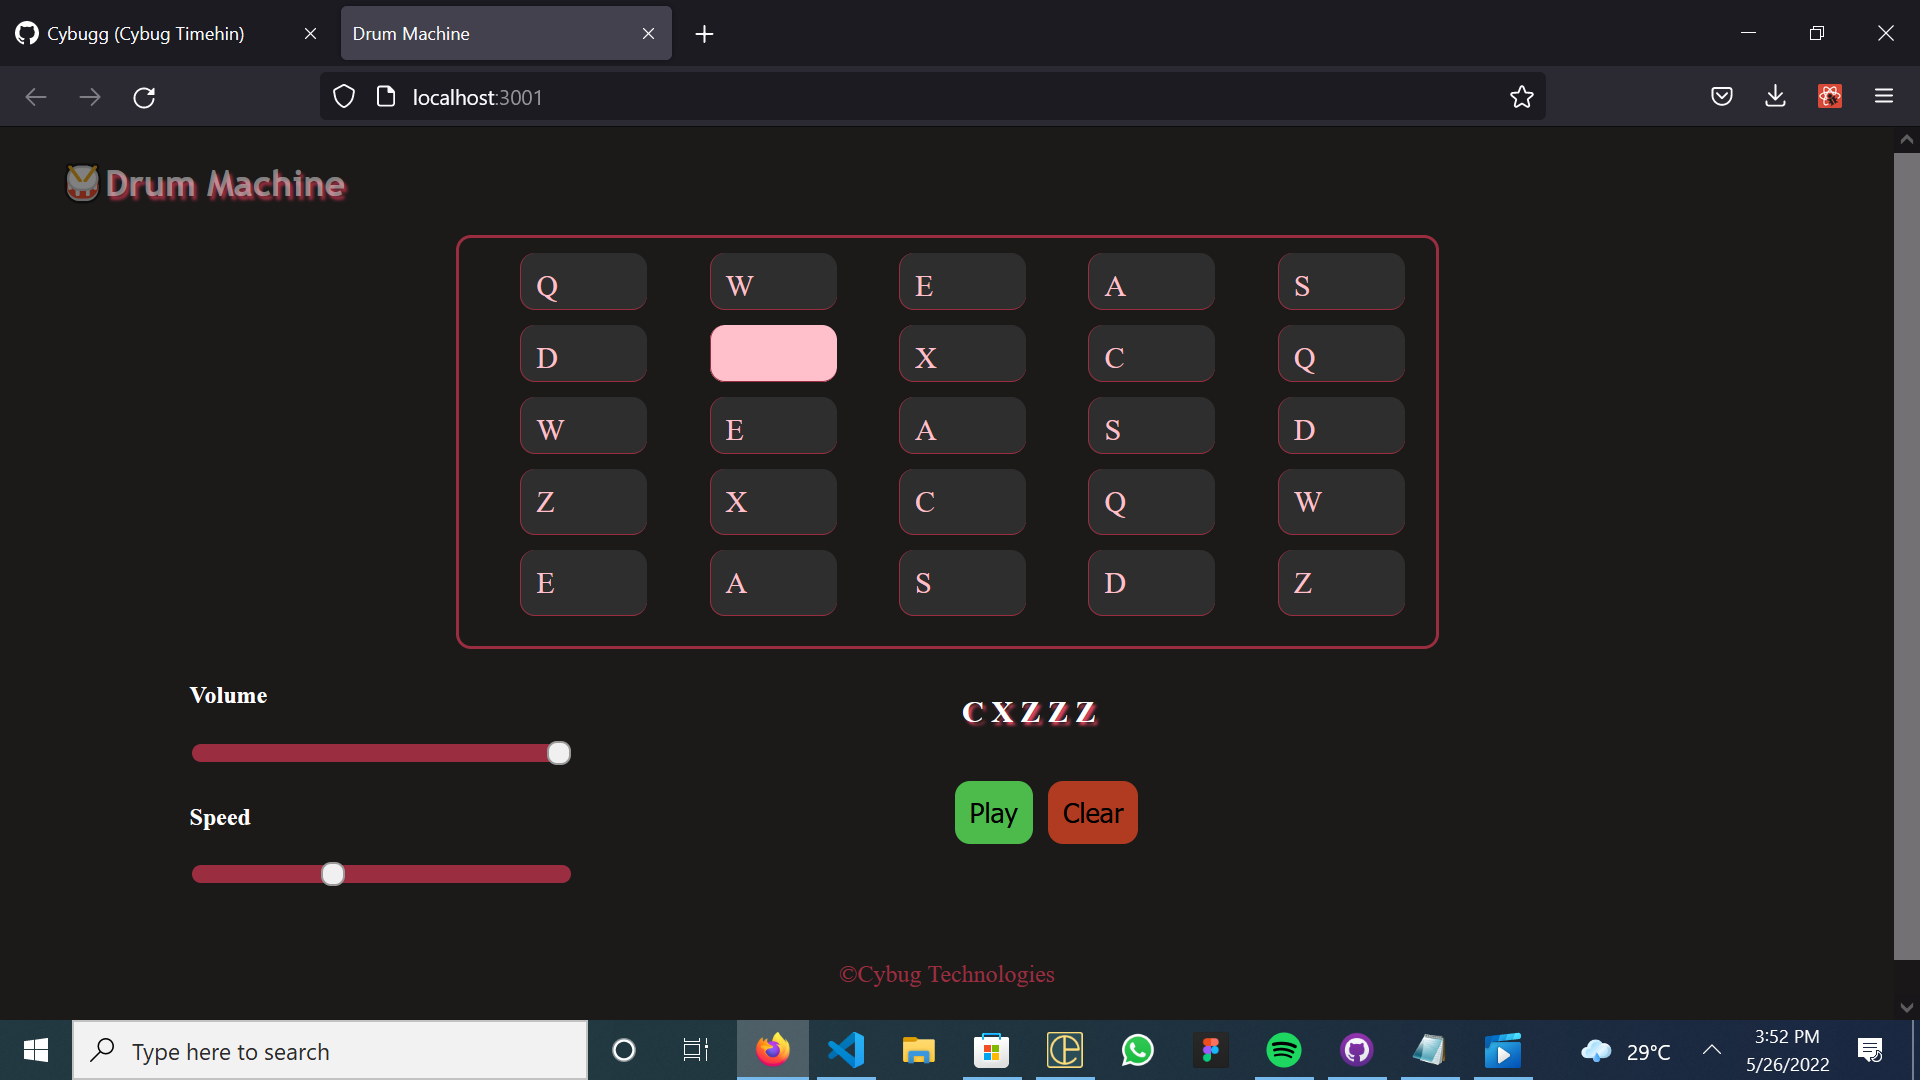 Cybugg (Cybug Timehin)
Drum Machine
localhost:3001
Drum Machine
Q W E A S
D X C Q
W E A S D
Z X C Q W
E A S D Z
Volume
C X Z Z Z
Play Clear
Speed
©Cybug Technologies
Type here to search
29°C
3:52 PM
5/26/2022